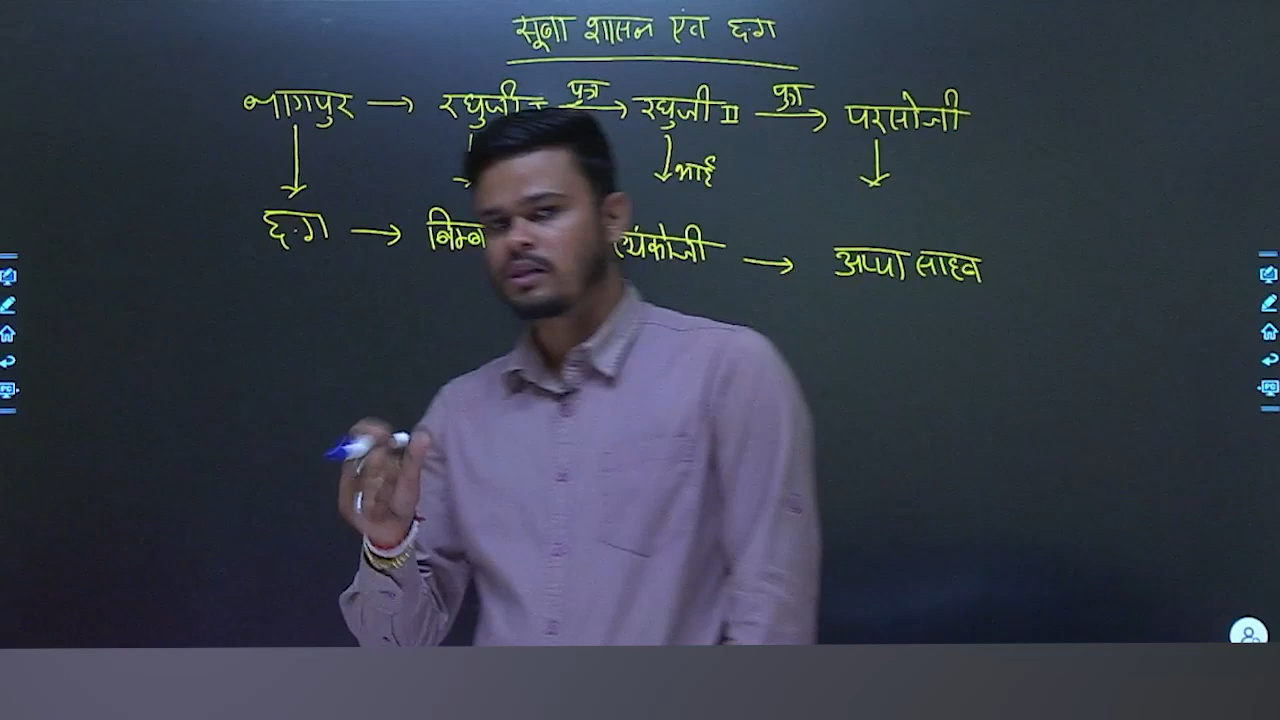 सूबा शासन एवं छ.ग
नागपुर → रघुजी I पुत्र → रघुजी II पुत्र → परसोजी
↓ ↓ ↓ भाई ↓
छ.ग → बिम्बा व्यंकोजी → अप्पा साहब